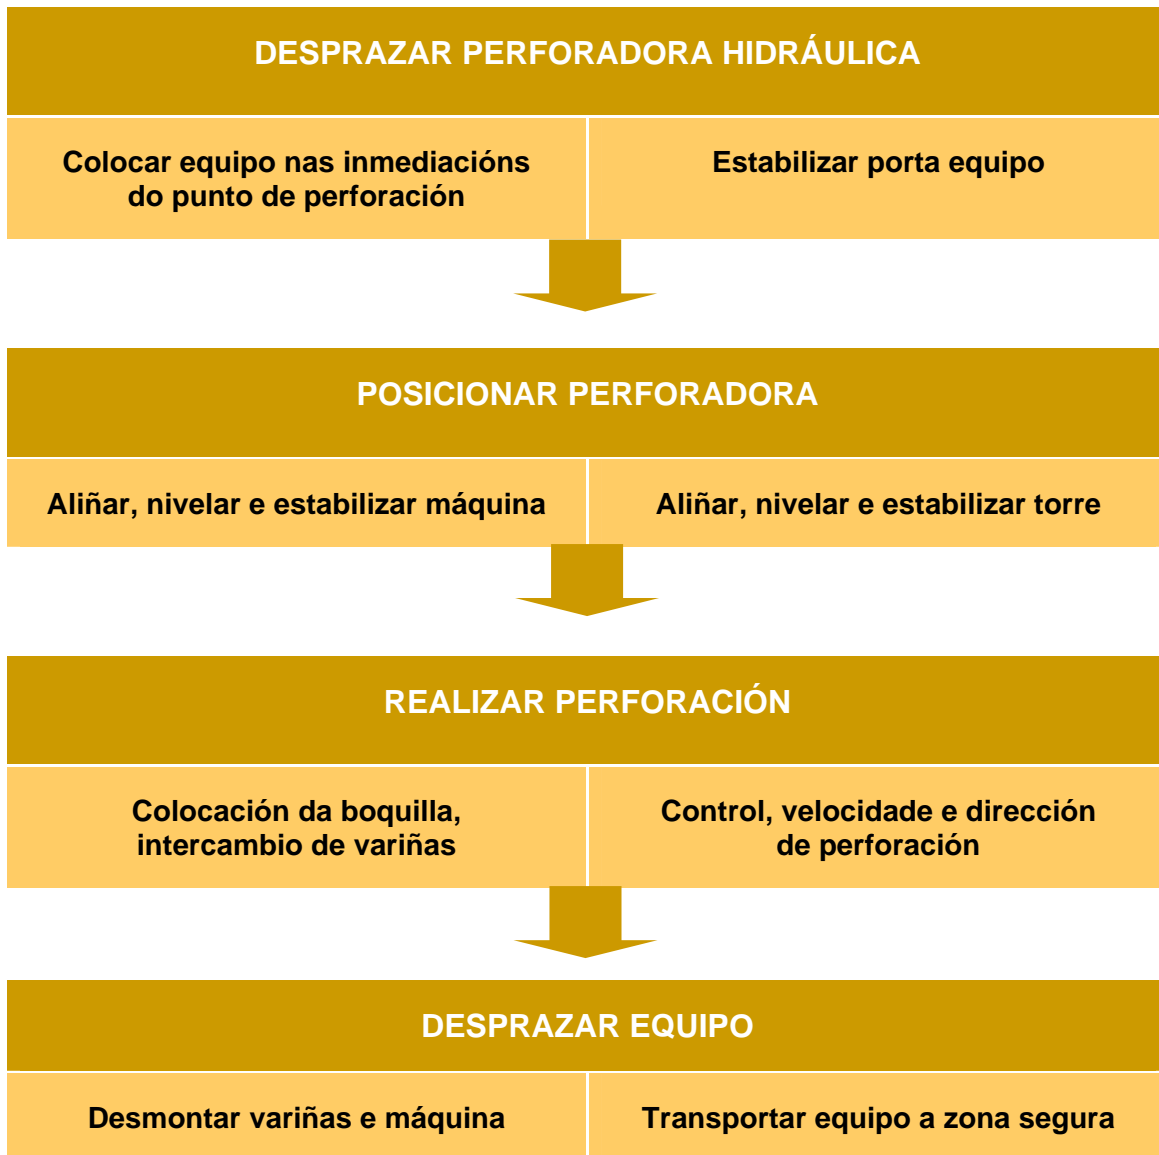 DESPRAZAR PERFORADORA HIDRÁULICA
Colocar equipo nas inmediacións
do punto de perforación
Estabilizar porta equipo
POSICIONAR PERFORADORA
Aliñar, nivelar e estabilizar máquina
Aliñar, nivelar e estabilizar torre
REALIZAR PERFORACIÓN
Colocación da boquilla,
intercambio de variñas
Control, velocidade e dirección
de perforación
DESPRAZAR EQUIPO
Desmontar variñas e máquina
Transportar equipo a zona segura